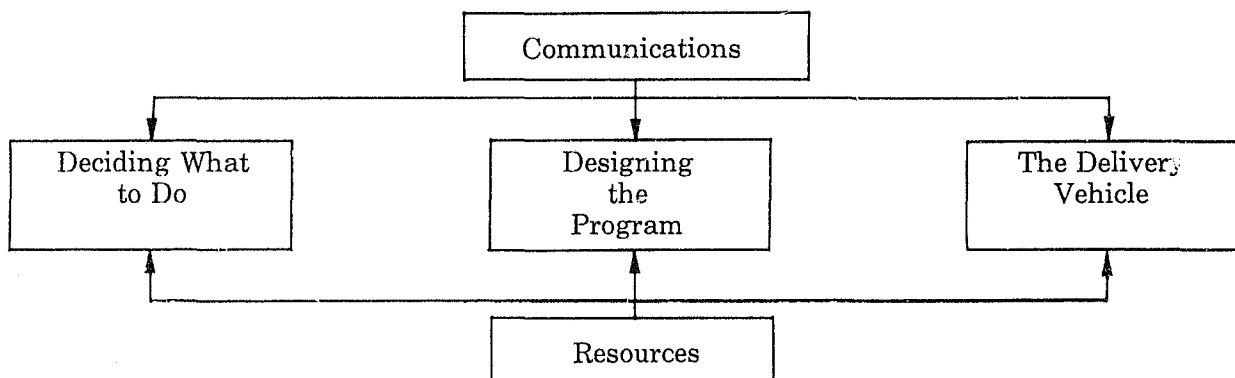 Communications
Deciding What
to Do
Designing
the
Program
The Delivery
Vehicle
Resources